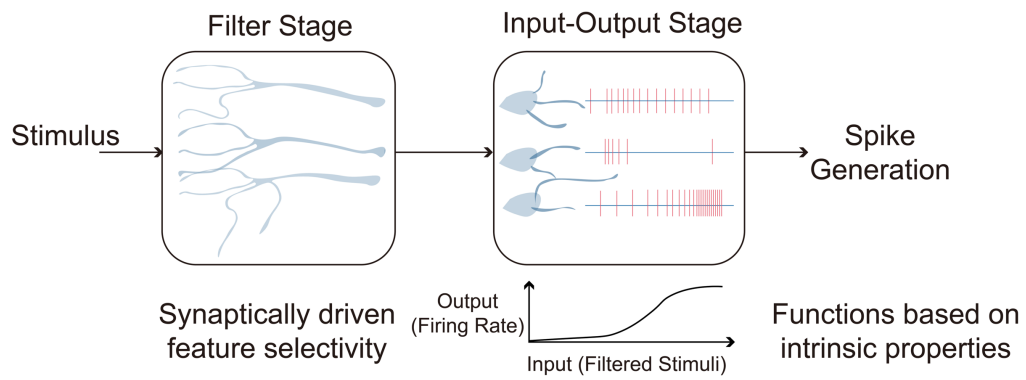 Filter Stage
Input-Output Stage
Stimulus
Spike
Generation
Synaptically driven
feature selectivity
Output
(Firing Rate)
Input (Filtered Stimuli)
Functions based on
intrinsic properties